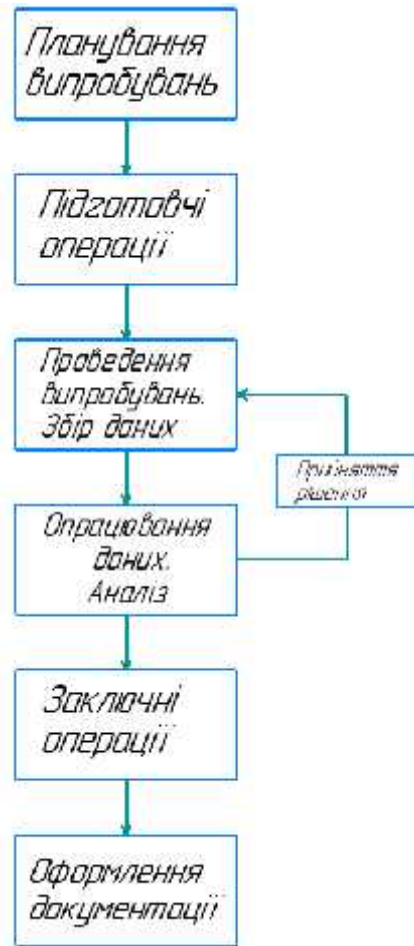 Планування
випробувань
Підготовчі
операції
Проведення
випробувань.
Збір даних
Прийняття
рішення
Опрацювання
даних.
Аналіз
Заключні
операції
Оформлення
документації